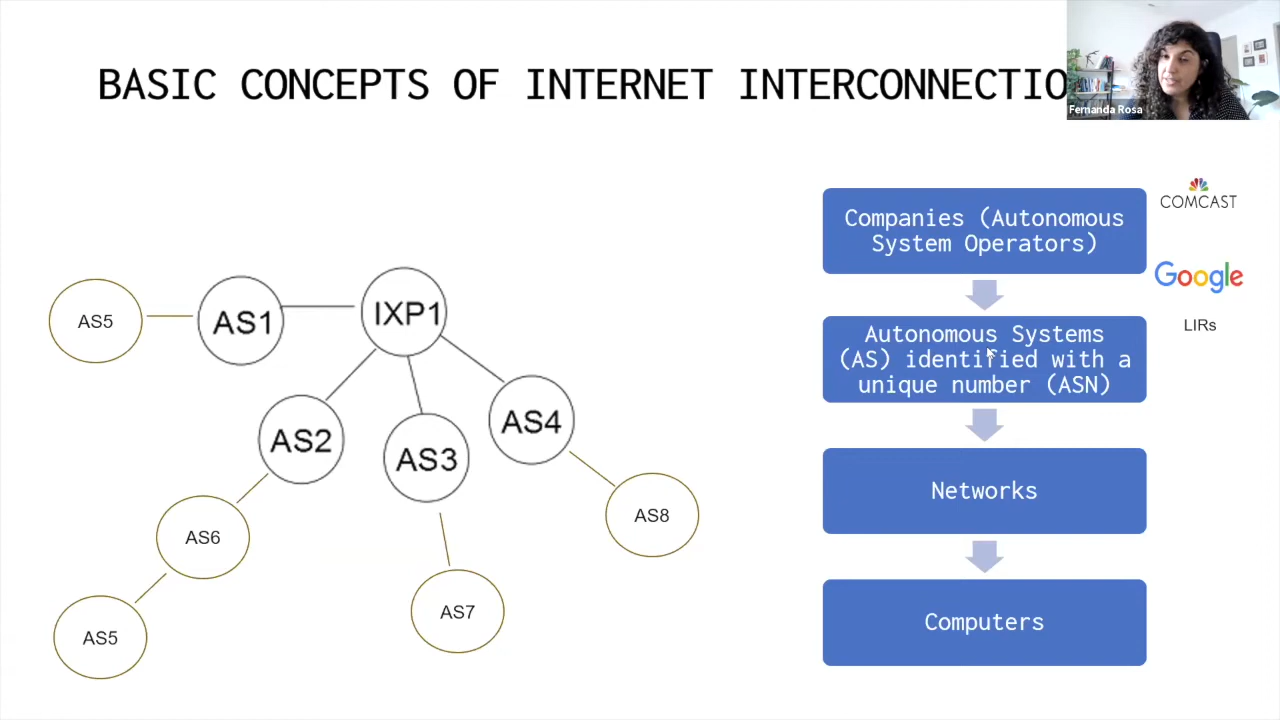 BASIC CONCEPTS OF INTERNET INTERCONNECTIO
Fernanda Rosa
AS5
AS1
IXP1
AS2
AS3
AS4
AS6
AS8
AS5
AS7
Companies (Autonomous
System Operators)
COMCAST
Google
LIRs
Autonomous Systems
(AS) identified with a
unique number (ASN)
Networks
Computers